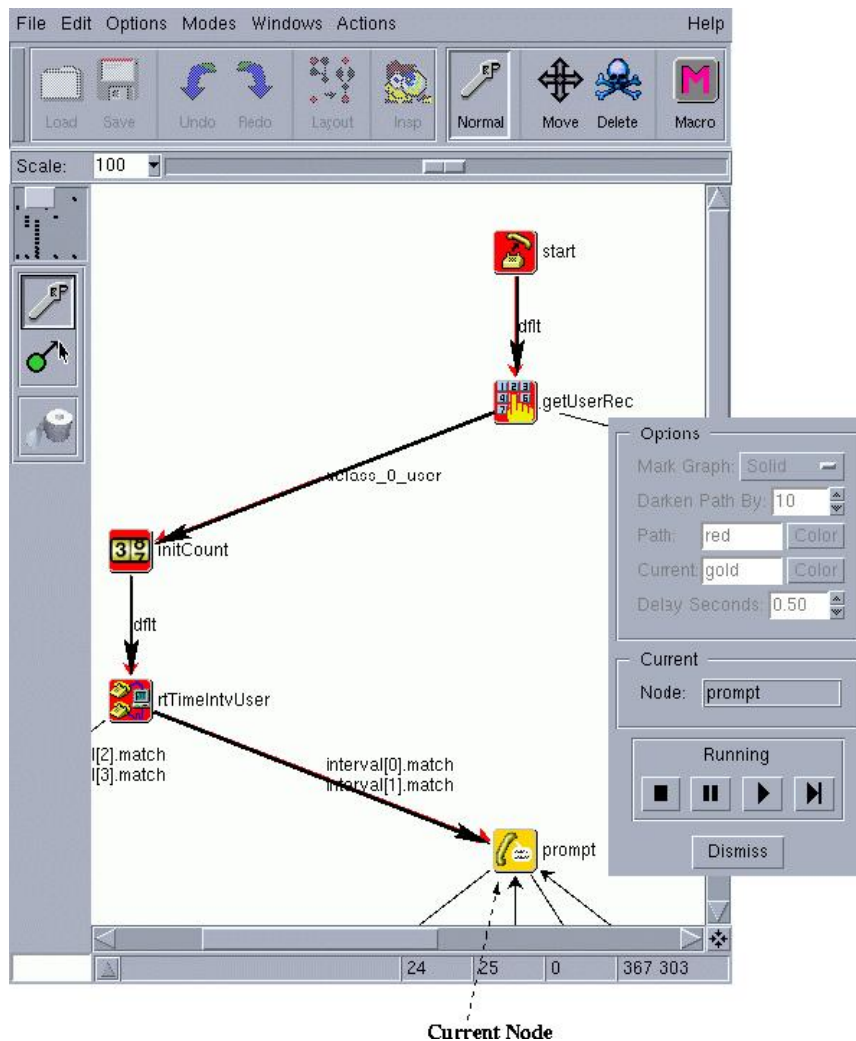 File Edit Options Modes Windows Actions Help
Load Save Undo Redo Layout Insp Normal Move Delete Macro
Scale: 100
start
dflt
.getUserRec
uclass_0_user
initCount
dflt
rtTimeIntvUser
l[2].match
l[3].match
interval[0].match
interval[1].match
prompt
Options
Mark Graph: Solid
Darken Path By: 10
Path: red Color
Current: gold Color
Delay Seconds: 0.50
Current
Node: prompt
Running
Dismiss
24 25 0 367 303
Current Node